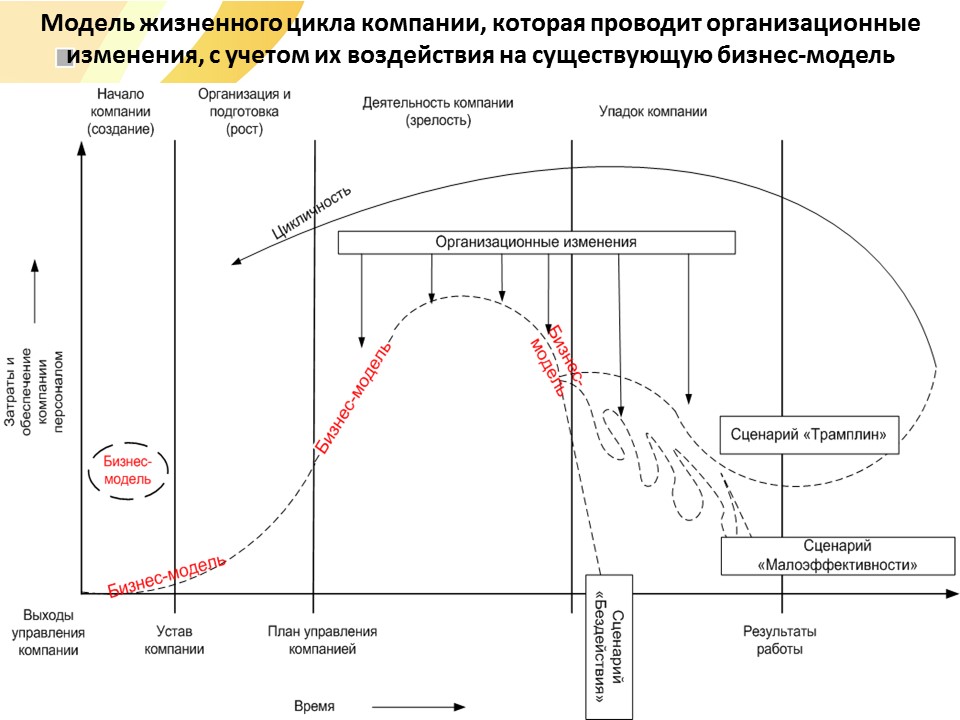 Модель жизненного цикла компании, которая проводит организационные
изменения, с учетом их воздействия на существующую бизнес-модель
Начало
компании
(создание)
Организация и
подготовка
(рост)
Деятельность компании
(зрелость)
Упадок компании
Цикличность
Организационные изменения
Затраты и
обеспечение
компании
персоналом
Бизнес-
модель
Бизнес-модель
Бизнес-модель
Бизнес-
модель
Сценарий «Трамплин»
Сценарий
«Малоэффективности»
Сценарий
«Бездействия»
Выходы
управления
компании
Устав
компании
План управления
компанией
Результаты
работы
Время